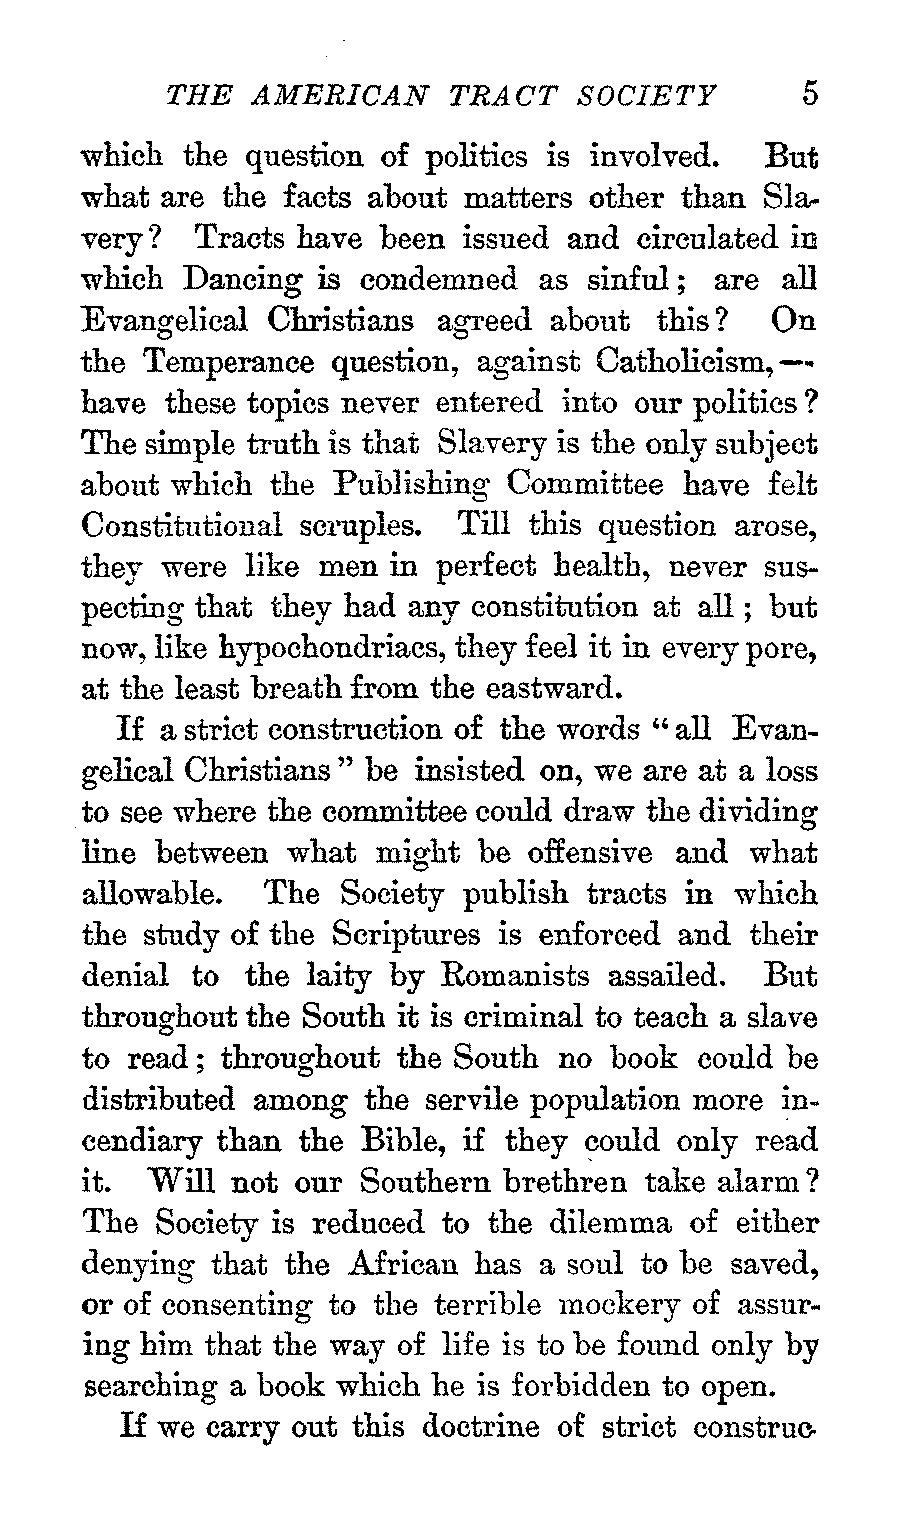 THE AMERICAN TRACT SOCIETY 5
which the question of politics is involved. But
what are the facts about matters other than Sla-
very? Tracts have been issued and circulated in
which Dancing is condemned as sinful; are all
Evangelical Christians agreed about this? On
the Temperance question, against Catholicism,—
have these topics never entered into our politics?
The simple truth is that Slavery is the only subject
about which the Publishing Committee have felt
Constitutional scruples. Till this question arose,
they were like men in perfect health, never sus-
pecting that they had any constitution at all; but
now, like hypochondriacs, they feel it in every pore,
at the least breath from the eastward.
If a strict construction of the words "all Evan-
gelical Christians" be insisted on, we are at a loss
to see where the committee could draw the dividing
line between what might be offensive and what
allowable. The Society publish tracts in which
the study of the Scriptures is enforced and their
denial to the laity by Romanists assailed. But
throughout the South it is criminal to teach a slave
to read; throughout the South no book could be
distributed among the servile population more in-
cendiary than the Bible, if they could only read
it. Will not our Southern brethren take alarm?
The Society is reduced to the dilemma of either
denying that the African has a soul to be saved,
or of consenting to the terrible mockery of assur-
ing him that the way of life is to be found only by
searching a book which he is forbidden to open.
If we carry out this doctrine of strict construc-